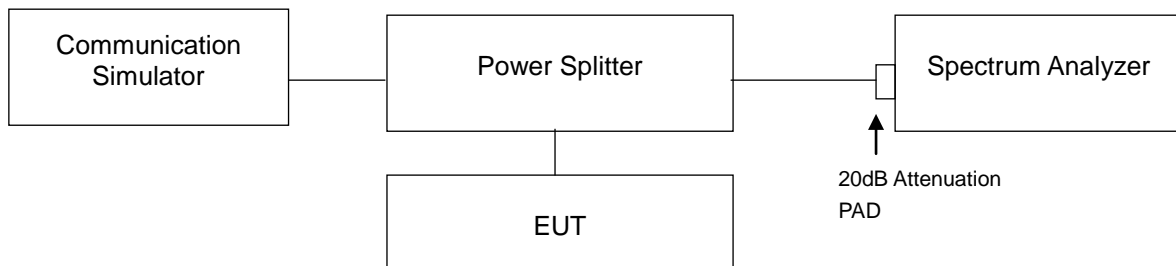 Communication
Simulator
Power Splitter
Spectrum Analyzer
20dB Attenuation
PAD
EUT